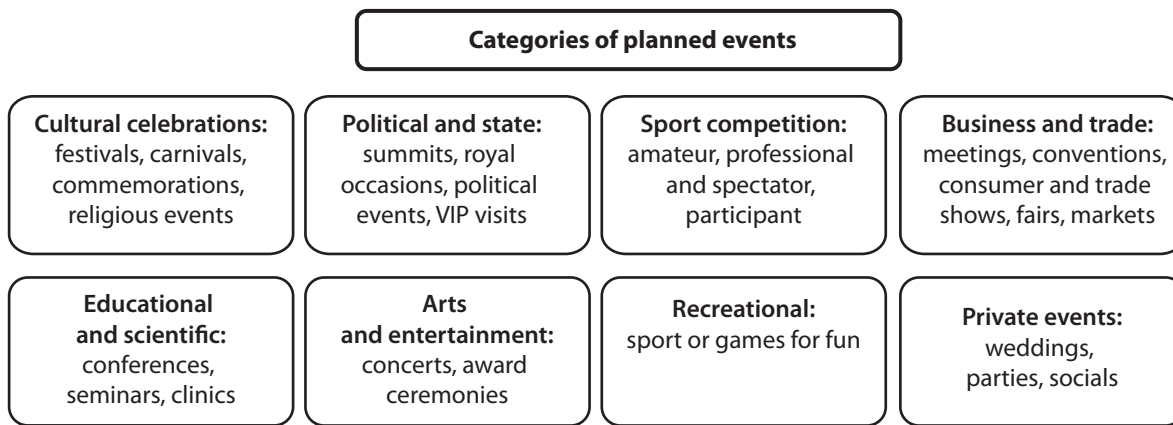 Categories of planned events
Cultural celebrations:
festivals, carnivals,
commemorations,
religious events
Political and state:
summits, royal
occasions, political
events, VIP visits
Sport competition:
amateur, professional
and spectator,
participant
Business and trade:
meetings, conventions,
consumer and trade
shows, fairs, markets
Educational
and scientific:
conferences,
seminars, clinics
Arts
and entertainment:
concerts, award
ceremonies
Recreational:
sport or games for fun
Private events:
weddings,
parties, socials